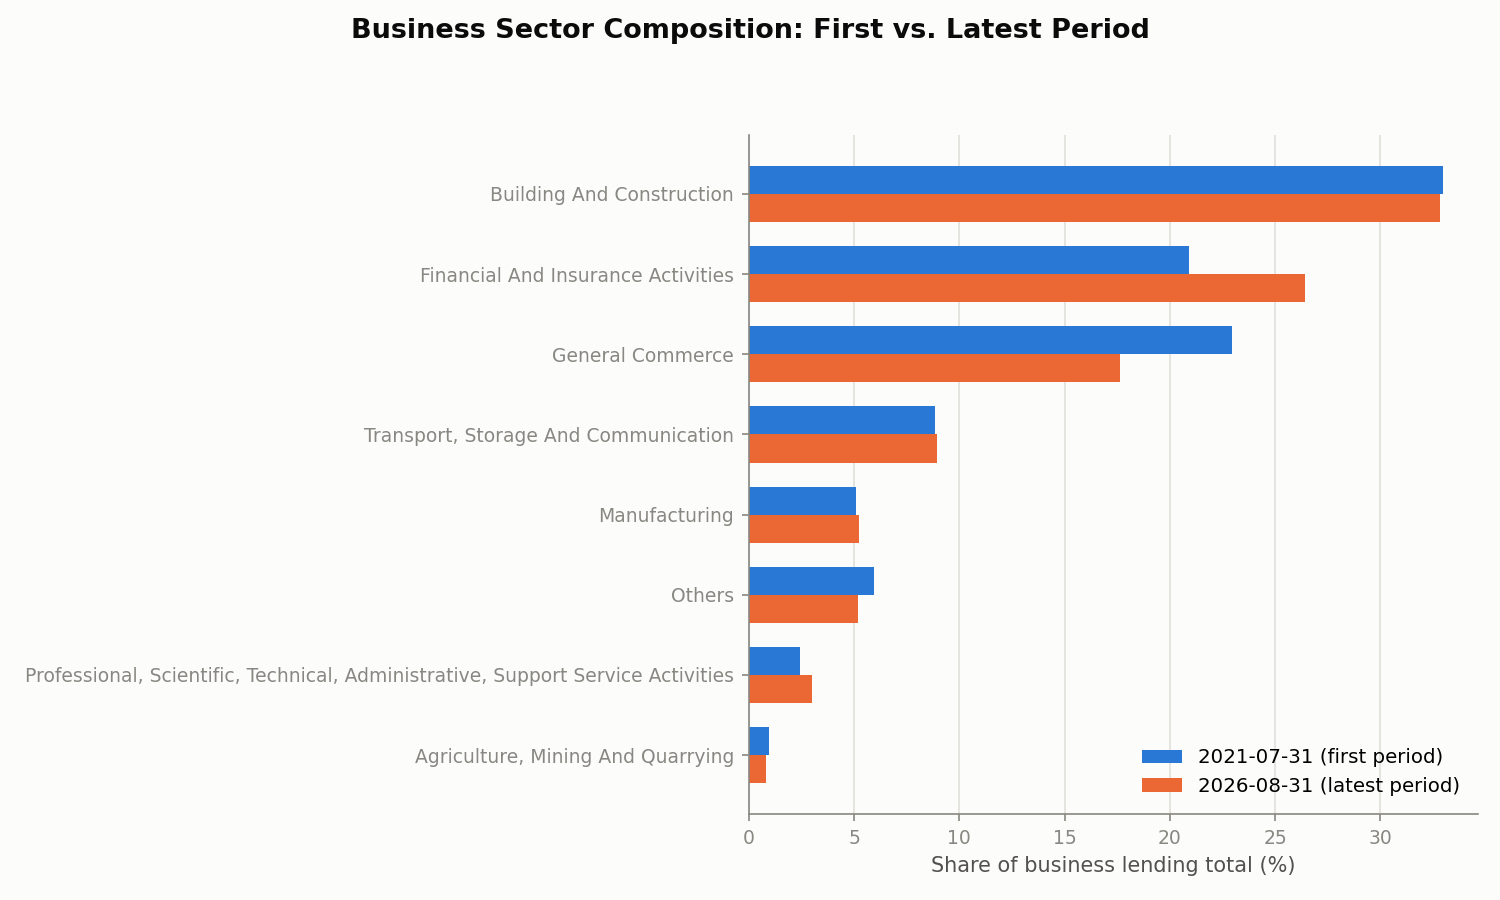 Business Sector Composition: First vs. Latest Period
Building And Construction
Financial And Insurance Activities
General Commerce
Transport, Storage And Communication
Manufacturing
Others
Professional, Scientific, Technical, Administrative, Support Service Activities
Agriculture, Mining And Quarrying
2021-07-31 (first period)
2026-08-31 (latest period)
0 5 10 15 20 25 30
Share of business lending total (%)